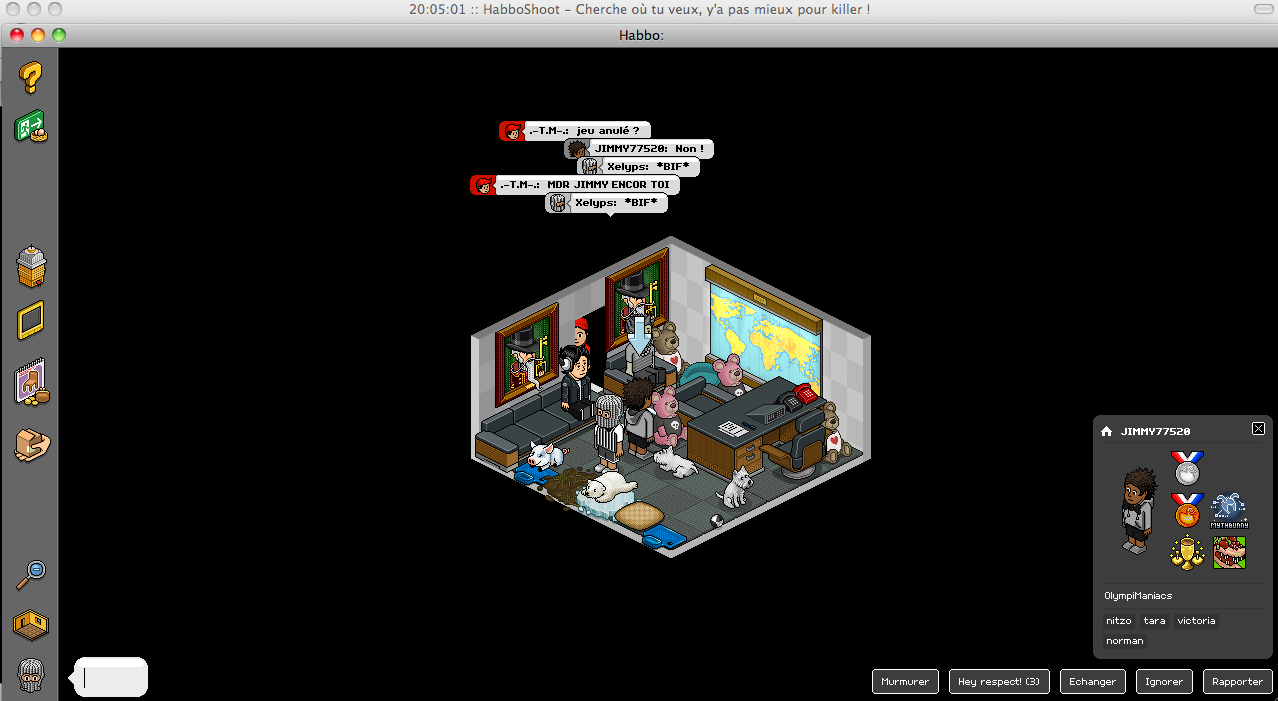 20:05:01 :: HabboShoot - Cherche où tu veux, y'a pas mieux pour killer !
Habbo:
.-T.M-.: jeu anulé ?
JIMMY77520: Non !
Xelyps: *BIF*
.-T.M-.: MDR JIMMY ENCOR TOI
Xelyps: *BIF*
JIMMY77520
MYTHBUNNY
OlympiManiacs
nitzo tara victoria
norman
Murmurer Hey respect! (3) Echanger Ignorer Rapporter